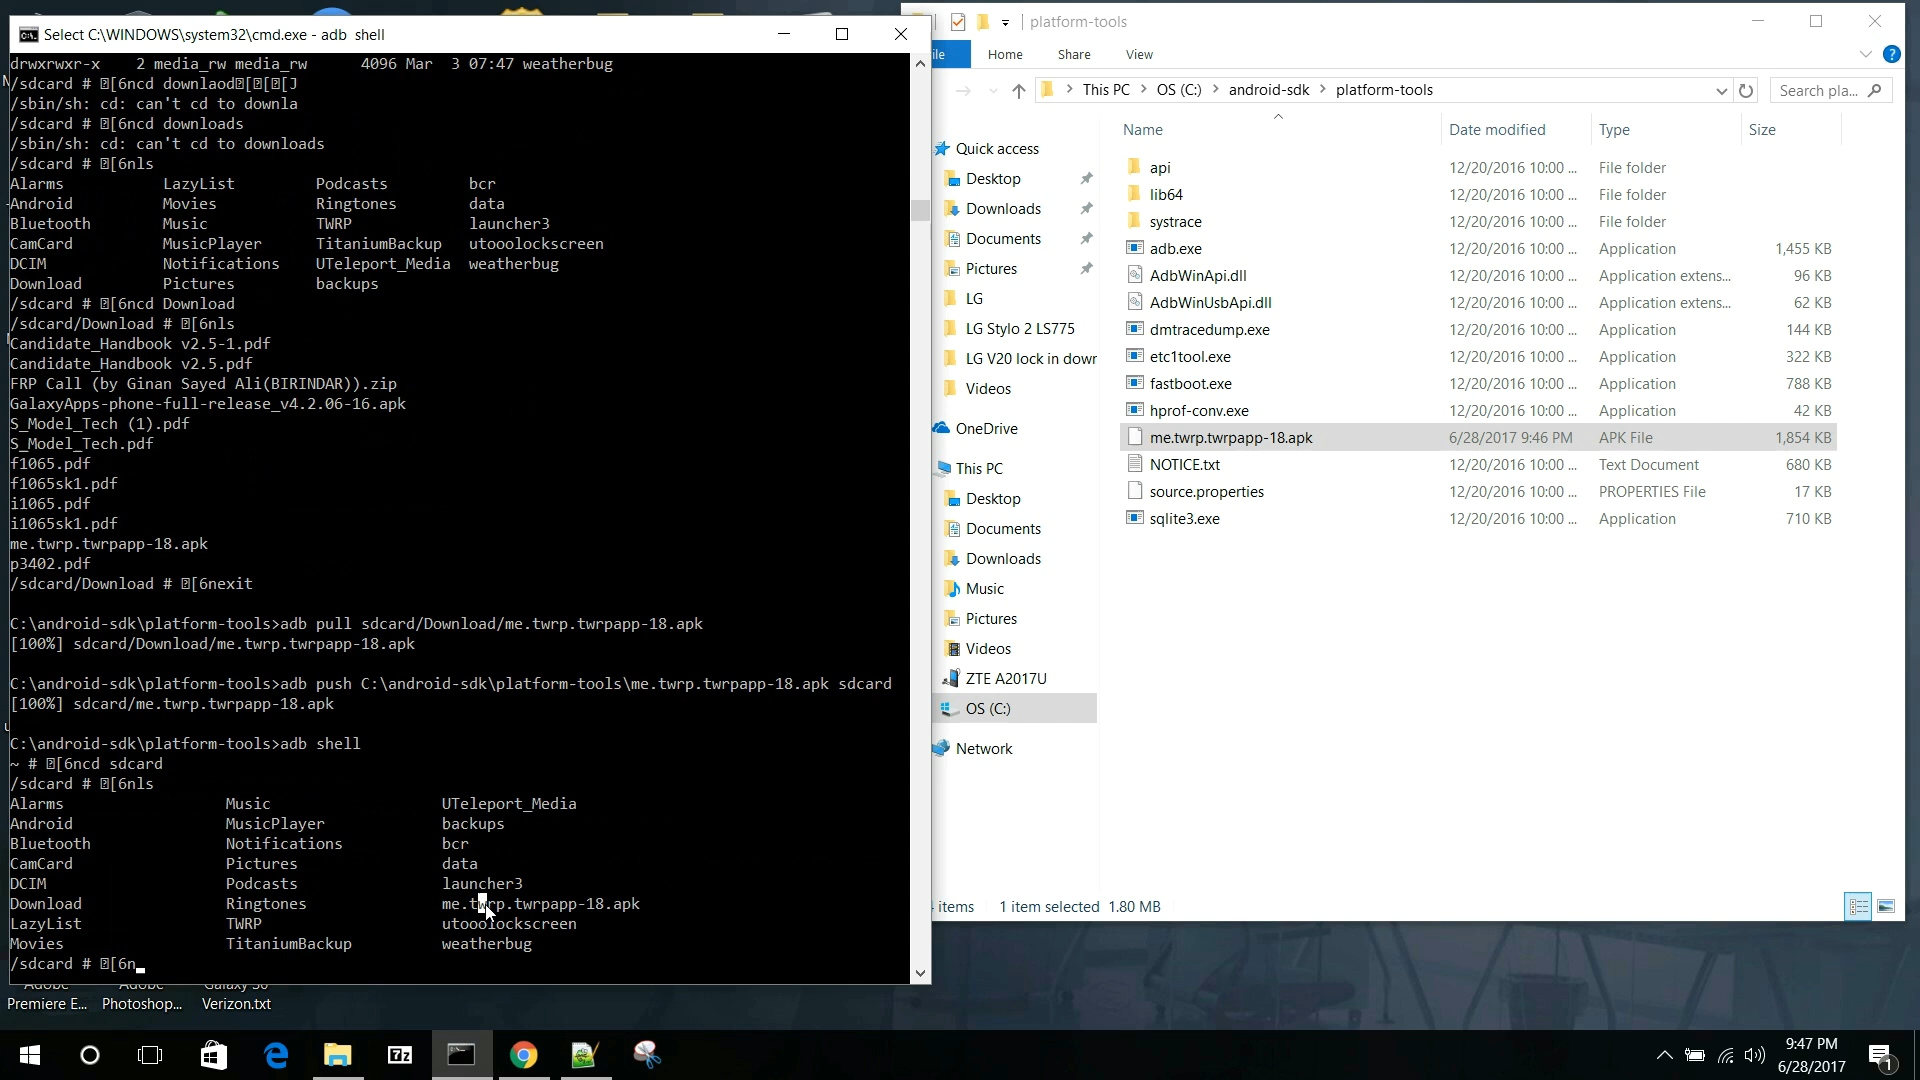 Select C:\WINDOWS\system32\cmd.exe - adb  shell
drwxrwxr-x    2 media_rw media_rw      4096 Mar  3 07:47 weatherbug
/sdcard # [6ncd downlaod[[[[J
/sbin/sh: cd: can't cd to downla
/sdcard # [6ncd downloads
/sbin/sh: cd: can't cd to downloads
/sdcard # [6nls
Alarms           LazyList         Podcasts         bcr
Android          Movies           Ringtones        data
Bluetooth        Music            TWRP             launcher3
CamCard          MusicPlayer      TitaniumBackup   utooolockscreen
DCIM             Notifications    UTeleport_Media  weatherbug
Download         Pictures         backups
/sdcard # [6ncd Download
/sdcard/Download # [6nls
Candidate_Handbook v2.5-1.pdf
Candidate_Handbook v2.5.pdf
FRP Call (by Ginan Sayed Ali(BIRINDAR)).zip
GalaxyApps-phone-full-release_v4.2.06-16.apk
S_Model_Tech (1).pdf
S_Model_Tech.pdf
f1065.pdf
f1065sk1.pdf
i1065.pdf
i1065sk1.pdf
me.twrp.twrpapp-18.apk
p3402.pdf
/sdcard/Download # [6nexit
C:\android-sdk\platform-tools>adb pull sdcard/Download/me.twrp.twrpapp-18.apk
[100%] sdcard/Download/me.twrp.twrpapp-18.apk
C:\android-sdk\platform-tools>adb push C:\android-sdk\platform-tools\me.twrp.twrpapp-18.apk sdcard
[100%] sdcard/me.twrp.twrpapp-18.apk
C:\android-sdk\platform-tools>adb shell
~ # [6ncd sdcard
/sdcard # [6nls
Alarms                  Music                   UTeleport_Media
Android                 MusicPlayer             backups
Bluetooth               Notifications           bcr
CamCard                 Pictures                data
DCIM                    Podcasts                launcher3
Download                Ringtones               me.twrp.twrpapp-18.apk
LazyList                TWRP                    utooolockscreen
Movies                  TitaniumBackup          weatherbug
/sdcard # [6n
platform-tools
Home Share View
This PC > OS (C:) > android-sdk > platform-tools
Search pla...
Quick access
Desktop
Downloads
Documents
Pictures
LG
LG Stylo 2 LS775
LG V20 lock in dowr
Videos
OneDrive
This PC
Desktop
Documents
Downloads
Music
Pictures
Videos
ZTE A2017U
OS (C:)
Network
Name Date modified Type Size
api 12/20/2016 10:00 ... File folder
lib64 12/20/2016 10:00 ... File folder
systrace 12/20/2016 10:00 ... File folder
adb.exe 12/20/2016 10:00 ... Application 1,455 KB
AdbWinApi.dll 12/20/2016 10:00 ... Application extens... 96 KB
AdbWinUsbApi.dll 12/20/2016 10:00 ... Application extens... 62 KB
dmtracedump.exe 12/20/2016 10:00 ... Application 144 KB
etc1tool.exe 12/20/2016 10:00 ... Application 322 KB
fastboot.exe 12/20/2016 10:00 ... Application 788 KB
hprof-conv.exe 12/20/2016 10:00 ... Application 42 KB
me.twrp.twrpapp-18.apk 6/28/2017 9:46 PM APK File 1,854 KB
NOTICE.txt 12/20/2016 10:00 ... Text Document 680 KB
source.properties 12/20/2016 10:00 ... PROPERTIES File 17 KB
sqlite3.exe 12/20/2016 10:00 ... Application 710 KB
items 1 item selected 1.80 MB
Premiere E... Photoshop... Verizon.txt
7z
9:47 PM
6/28/2017
1